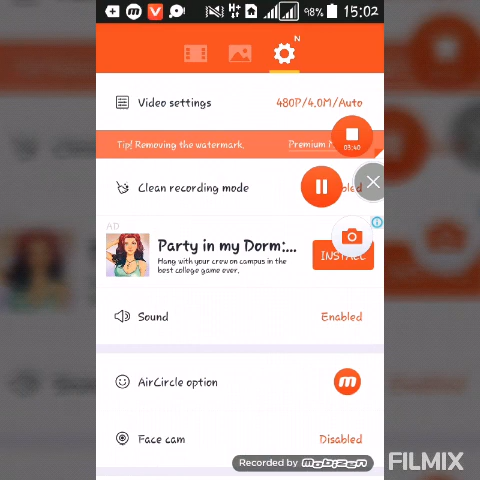 98% 15:02
N
Video settings 480P/4.0M/Auto
Tip! Removing the watermark. Premium
03:40
Clean recording mode
AD
Party in my Dorm:...
Hang with your crew on campus in the
best college game ever.
INSTALL
Sound Enabled
AirCircle option
m
Face cam Disabled
Recorded by mobizen
FILMIX